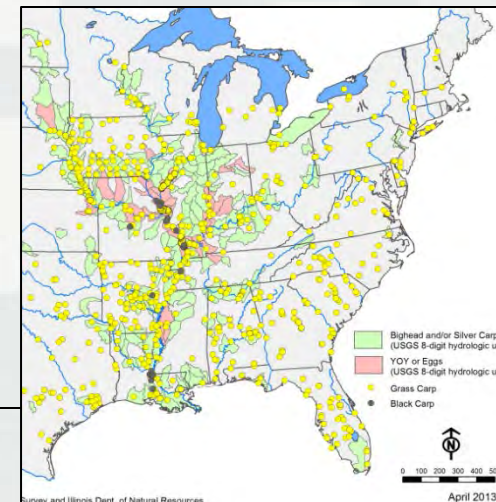 Bighead and/or Silver Carp
(USGS 8-digit hydrologic u
YOY or Eggs
(USGS 8-digit hydrologic u
Grass Carp
Black Carp
N
0 100 200 300 400 50
Survey and Illinois Dept. of Natural Resources
April 2013